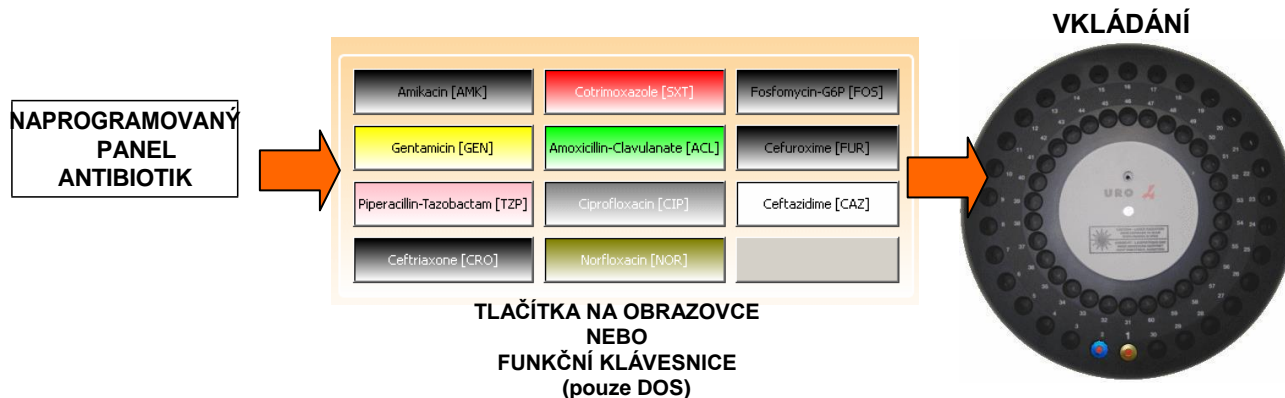 VKLÁDÁNÍ
NAPROGRAMOVANÝ
PANEL
ANTIBIOTIK
Amikacin [AMK]
Cotrimoxazole [SXT]
Fosfomycin-G6P [FOS]
Gentamicin [GEN]
Amoxicillin-Clavulanate [ACL]
Cefuroxime [FUR]
Piperacillin-Tazobactam [TZP]
Ciprofloxacin [CIP]
Ceftazidime [CAZ]
Ceftriaxone [CRO]
Norfloxacin [NOR]
TLAČÍTKA NA OBRAZOVCE
NEBO
FUNKČNÍ KLÁVESNICE
(pouze DOS)
URO 4